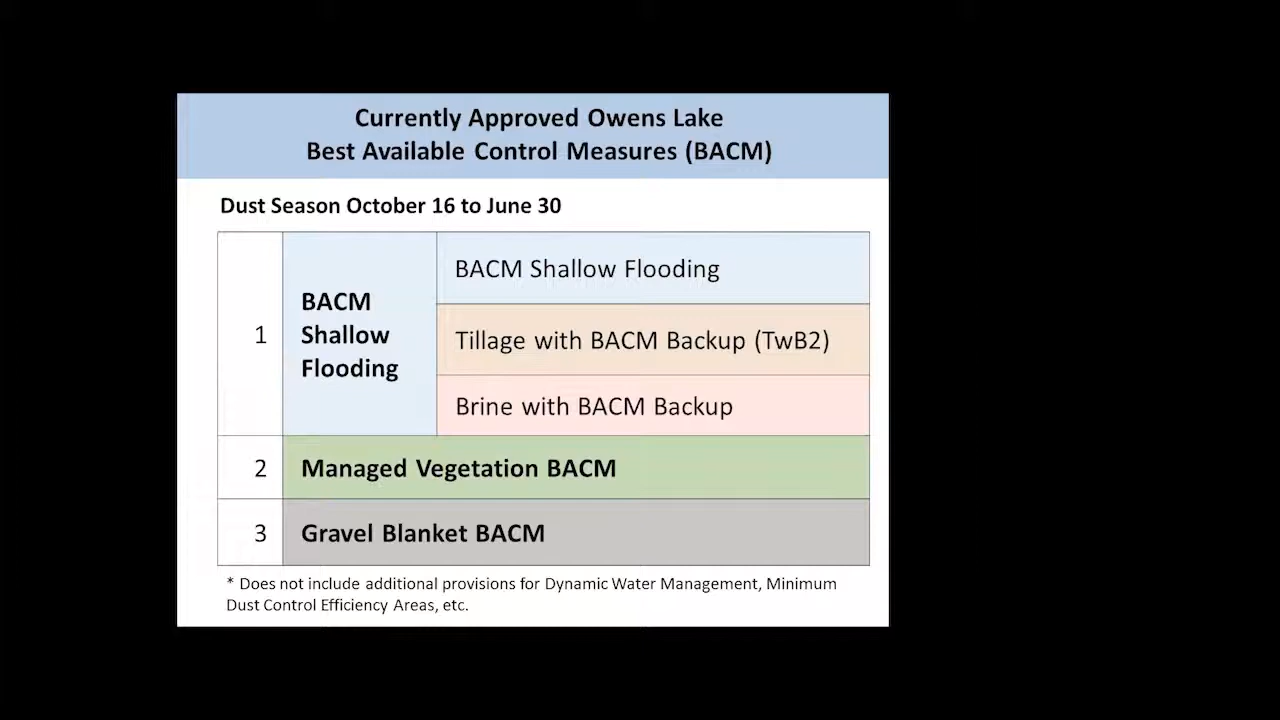 Currently Approved Owens Lake
Best Available Control Measures (BACM)
Dust Season October 16 to June 30
1
BACM
Shallow
Flooding
BACM Shallow Flooding
Tillage with BACM Backup (TwB2)
Brine with BACM Backup
2
Managed Vegetation BACM
3
Gravel Blanket BACM
* Does not include additional provisions for Dynamic Water Management, Minimum
Dust Control Efficiency Areas, etc.